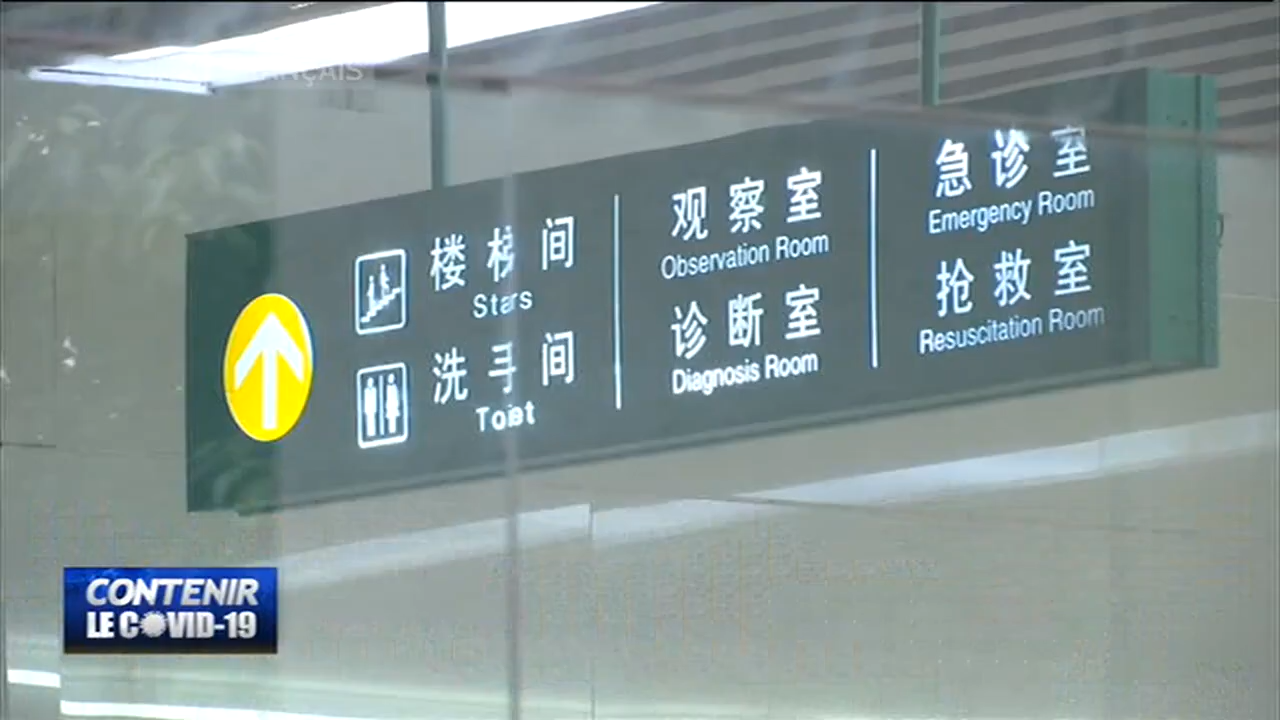 楼梯间
Stairs
洗手间
Toilet
观察室
Observation Room
诊断室
Diagnosis Room
急诊室
Emergency Room
抢救室
Resuscitation Room
CONTENIR
LE COVID-19